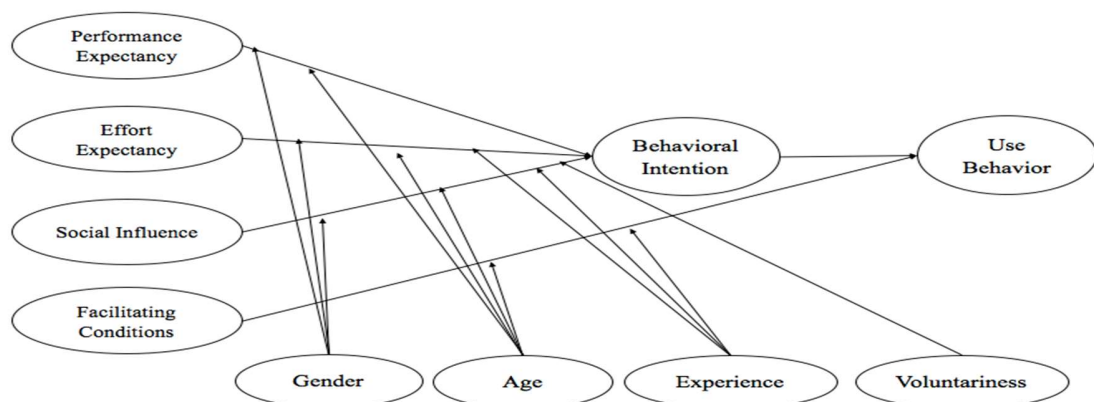 Performance
Expectancy
Effort
Expectancy
Behavioral
Intention
Use
Behavior
Social Influence
Facilitating
Conditions
Gender
Age
Experience
Voluntariness